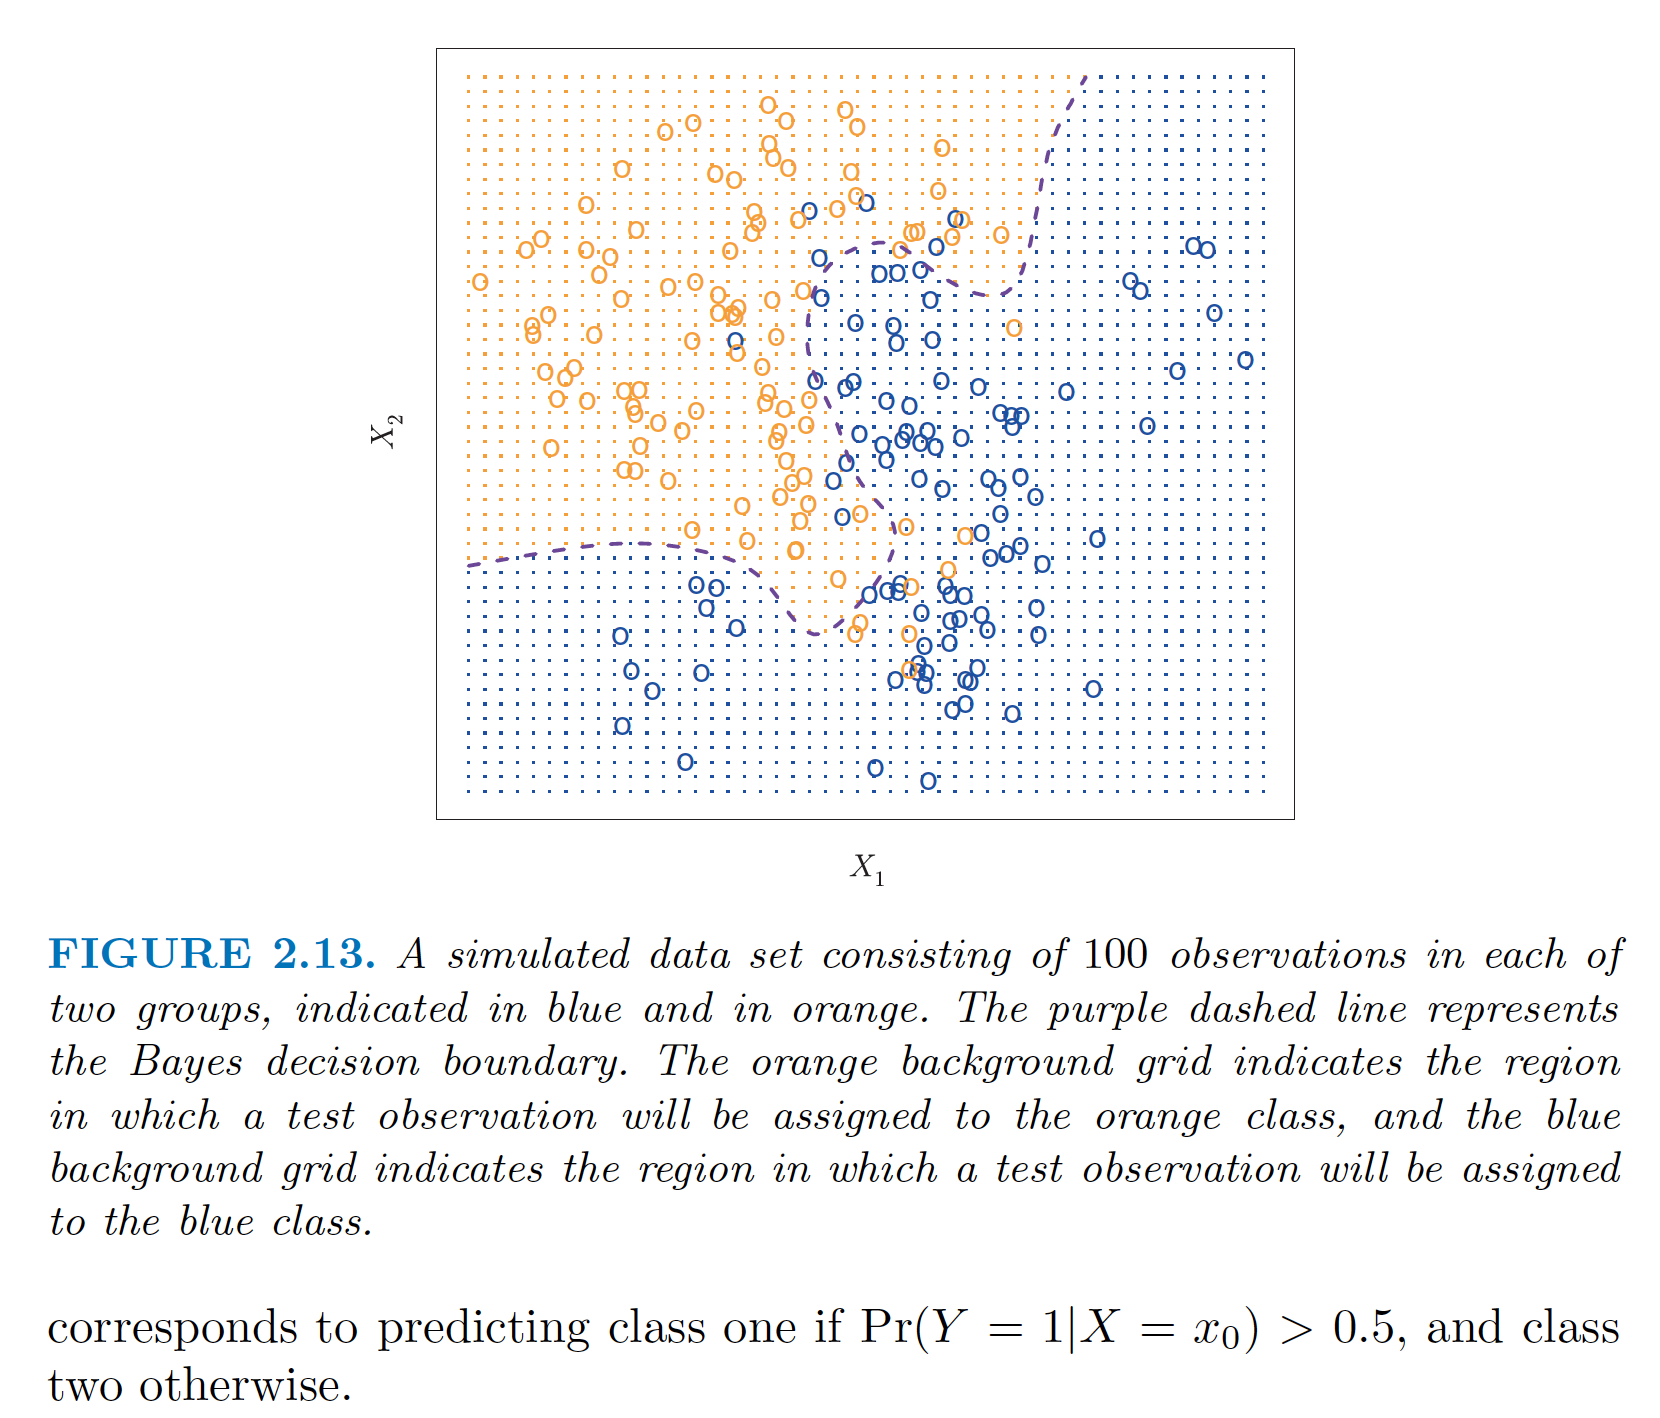 X₂
X₁
FIGURE 2.13. A simulated data set consisting of 100 observations in each of
two groups, indicated in blue and in orange. The purple dashed line represents
the Bayes decision boundary. The orange background grid indicates the region
in which a test observation will be assigned to the orange class, and the blue
background grid indicates the region in which a test observation will be assigned
to the blue class.
corresponds to predicting class one if Pr(Y = 1|X = x₀) > 0.5, and class
two otherwise.